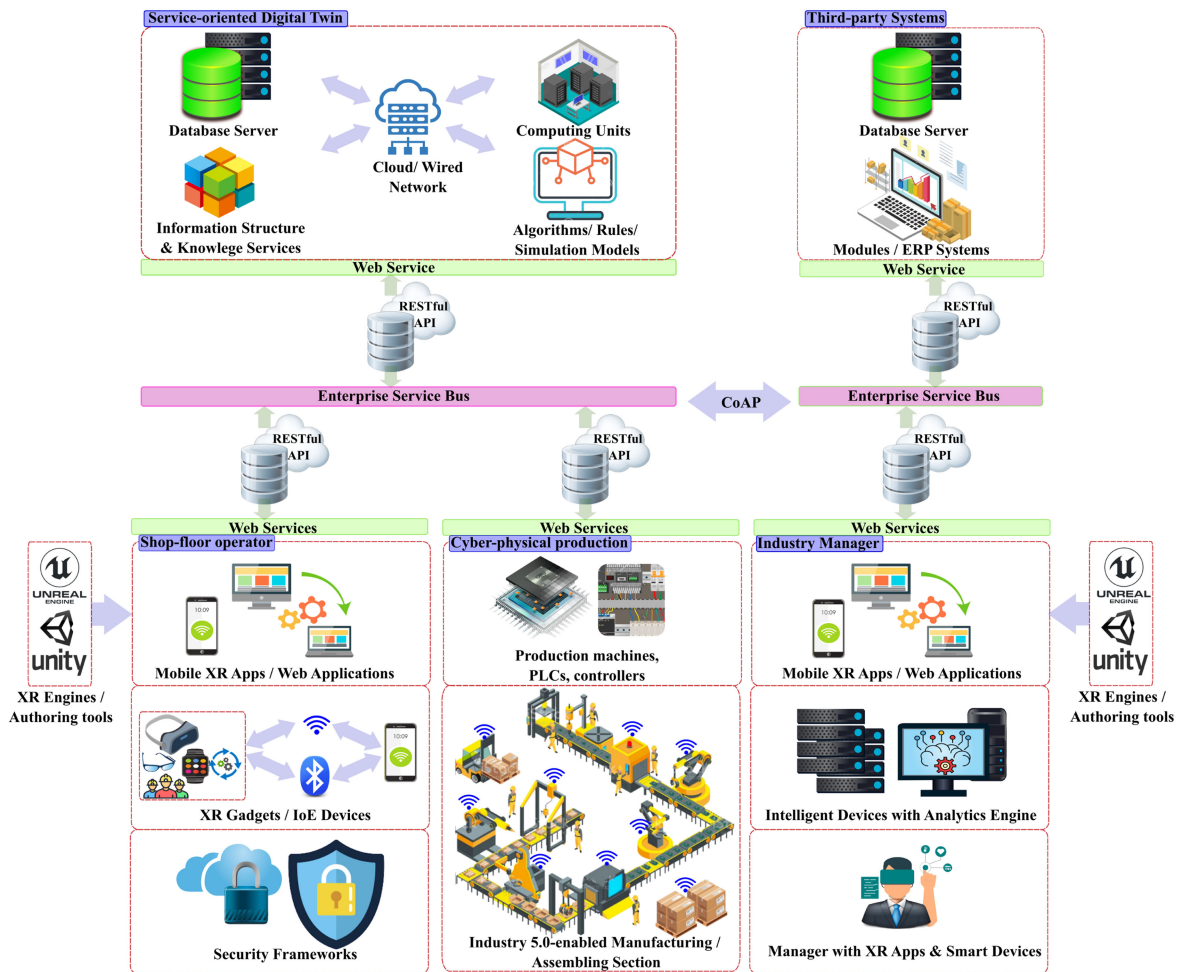 Service-oriented Digital Twin
Third-party Systems
Database Server
Computing Units
Cloud/ Wired
Network
Information Structure
& Knowlege Services
Algorithms/ Rules/
Simulation Models
Database Server
Modules / ERP Systems
Web Service
Web Service
RESTful
API
RESTful
API
Enterprise Service Bus
CoAP
Enterprise Service Bus
RESTful
API
RESTful
API
RESTful
API
Web Services
Web Services
Web Services
Shop-floor operator
Cyber-physical production
Industry Manager
UNREAL
ENGINE
unity
XR Engines /
Authoring tools
10:09
Mobile XR Apps / Web Applications
Production machines,
PLCs, controllers
10:09
Mobile XR Apps / Web Applications
UNREAL
ENGINE
unity
XR Engines /
Authoring tools
10:09
XR Gadgets / IoE Devices
Intelligent Devices with Analytics Engine
Security Frameworks
Industry 5.0-enabled Manufacturing /
Assembling Section
Manager with XR Apps & Smart Devices